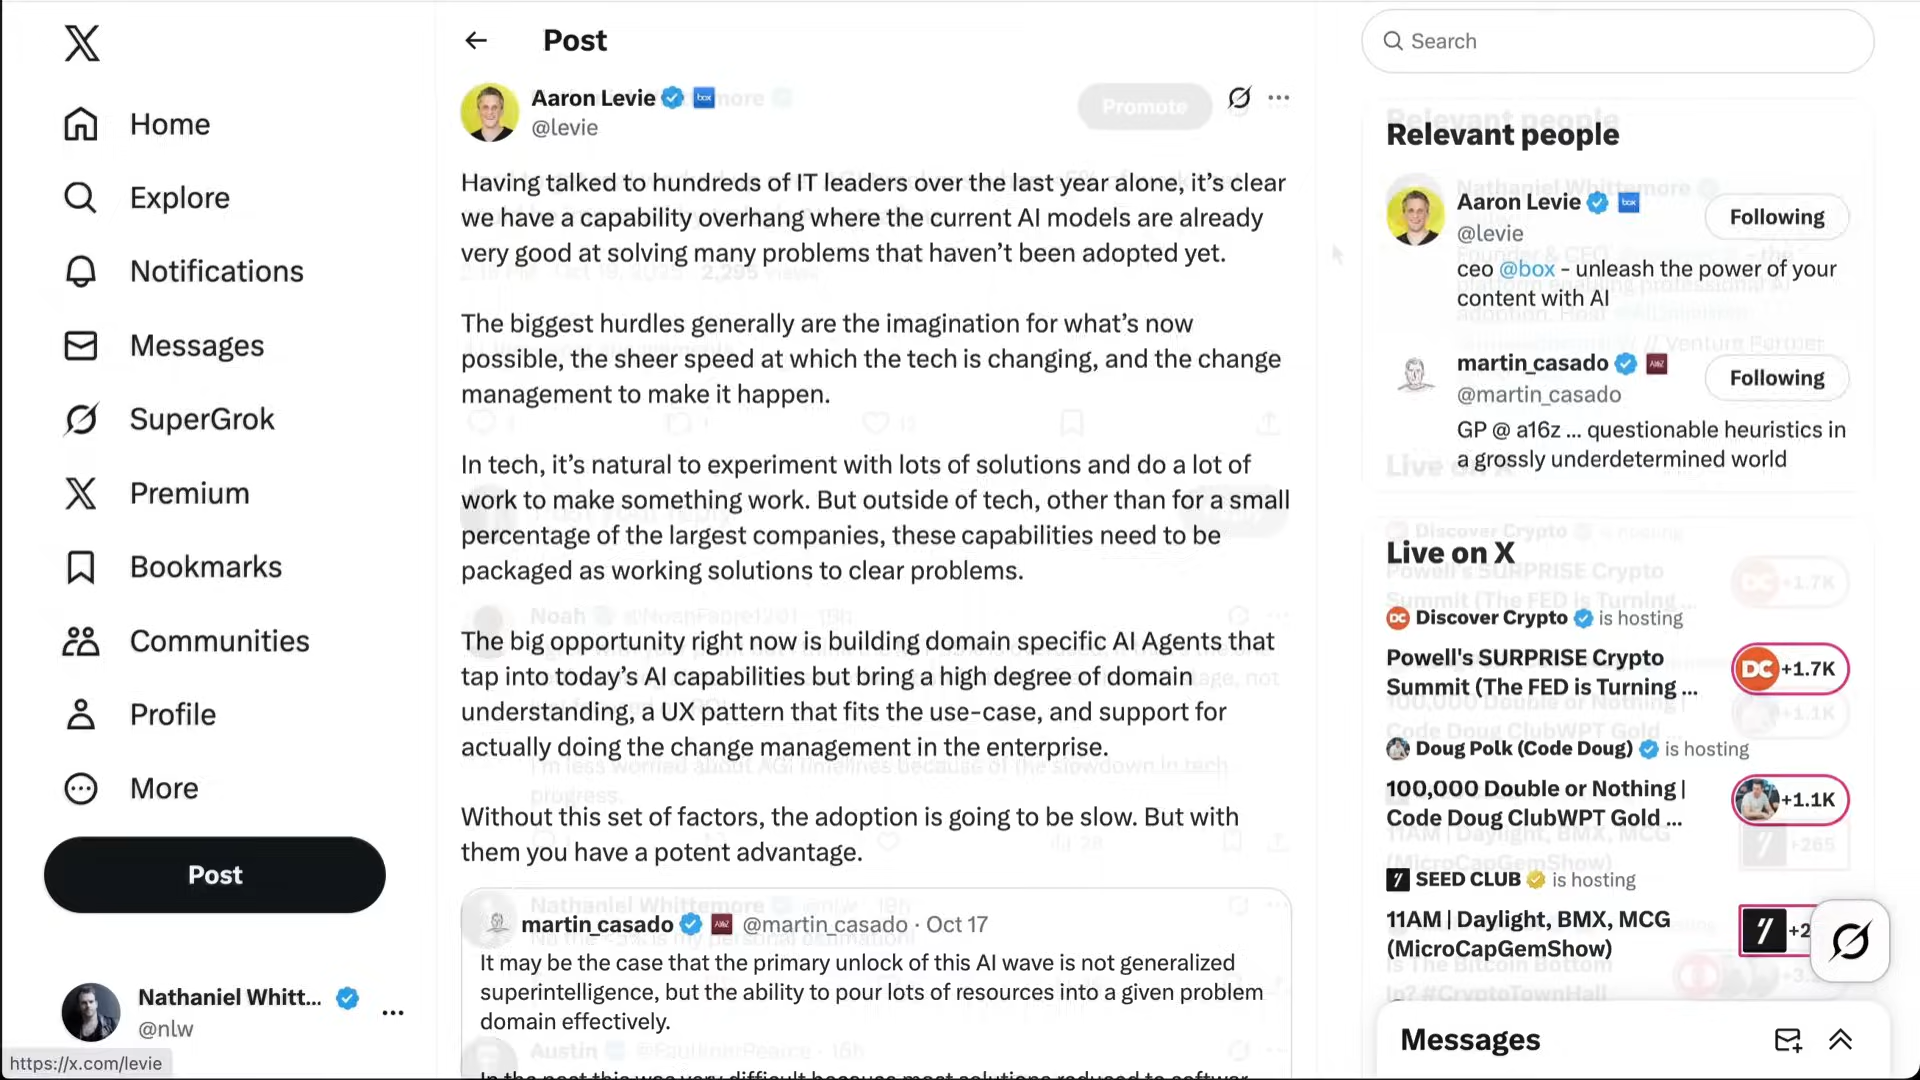 Home
Explore
Notifications
Messages
SuperGrok
Premium
Bookmarks
Communities
Profile
More
Post
Nathaniel Whitt...
@nlw
https://x.com/levie
Post
Aaron Levie box
@levie
Promote
Having talked to hundreds of IT leaders over the last year alone, it’s clear
we have a capability overhang where the current AI models are already
very good at solving many problems that haven’t been adopted yet.
The biggest hurdles generally are the imagination for what’s now
possible, the sheer speed at which the tech is changing, and the change
management to make it happen.
In tech, it’s natural to experiment with lots of solutions and do a lot of
work to make something work. But outside of tech, other than for a small
percentage of the largest companies, these capabilities need to be
packaged as working solutions to clear problems.
The big opportunity right now is building domain specific AI Agents that
tap into today’s AI capabilities but bring a high degree of domain
understanding, a UX pattern that fits the use-case, and support for
actually doing the change management in the enterprise.
Without this set of factors, the adoption is going to be slow. But with
them you have a potent advantage.
martin_casado @martin_casado · Oct 17
It may be the case that the primary unlock of this AI wave is not generalized
superintelligence, but the ability to pour lots of resources into a given problem
domain effectively.
Search
Relevant people
Aaron Levie box
@levie
Following
ceo @box - unleash the power of your
content with AI
martin_casado
@martin_casado
Following
GP @ a16z ... questionable heuristics in
a grossly underdetermined world
Live on X
DC Discover Crypto is hosting
Powell's SURPRISE Crypto
Summit (The FED is Turning ...
DC +1.7K
Doug Polk (Code Doug) is hosting
100,000 Double or Nothing |
Code Doug ClubWPT Gold ...
+1.1K
SEED CLUB is hosting
11AM | Daylight, BMX, MCG
(MicroCapGemShow)
+2
Messages